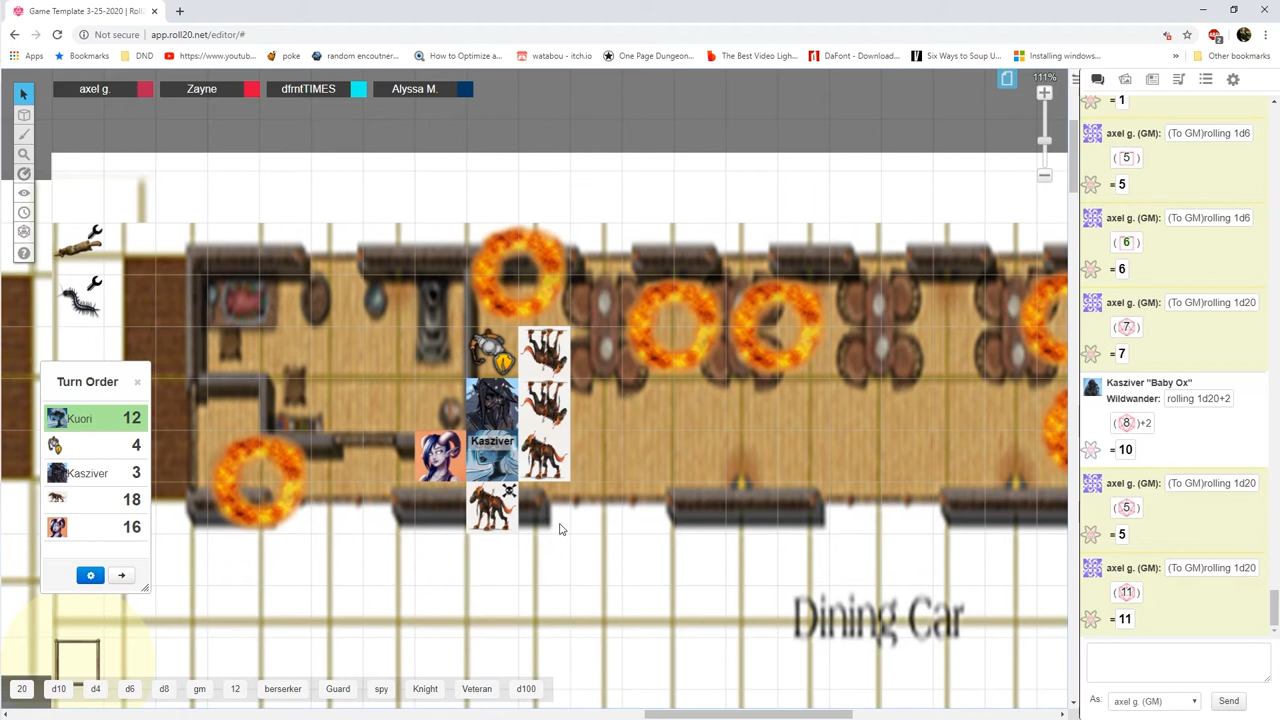 Game Template 3-25-2020 | Roll
Not secure | app.roll20.net/editor/#
Apps
Bookmarks
https://www.youtub...
poke
random encoutner...
How to Optimize a...
watabou - itch.io
One Page Dungeon...
The Best Video Ligh...
DaFont - Download...
Six Ways to Soup U...
Installing windows...
Other bookmarks
axel g.
Zayne
dfrnfTIMES
Alyssa M.
111%
= 1
axel g. (GM): (To GM)rolling 1d6
( 5 )
= 5
axel g. (GM): (To GM)rolling 1d6
( 6 )
= 6
axel g. (GM): (To GM)rolling 1d20
( 7 )
= 7
Kasziver "Baby Ox"
Wildwander: rolling 1d20+2
( 8 )+2
= 10
axel g. (GM): (To GM)rolling 1d20
( 5 )
= 5
axel g. (GM): (To GM)rolling 1d20
( 11 )
= 11
Turn Order
Kuori 12
4
Kasziver 3
18
16
Kasziver
Dining Car
20
d10
d4
d6
d8
gm
12
berserker
Guard
spy
Knight
Veteran
d100
As: axel g. (GM)
Send